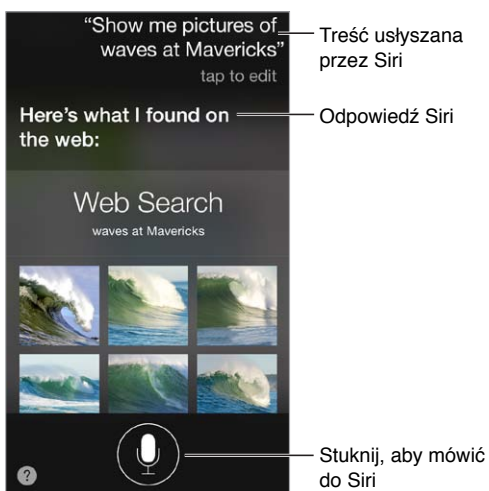 “Show me pictures of
waves at Mavericks”
tap to edit
Here’s what I found on
the web:
Web Search
waves at Mavericks
?
Treść usłyszana
przez Siri
Odpowiedź Siri
Stuknij, aby mówić
do Siri